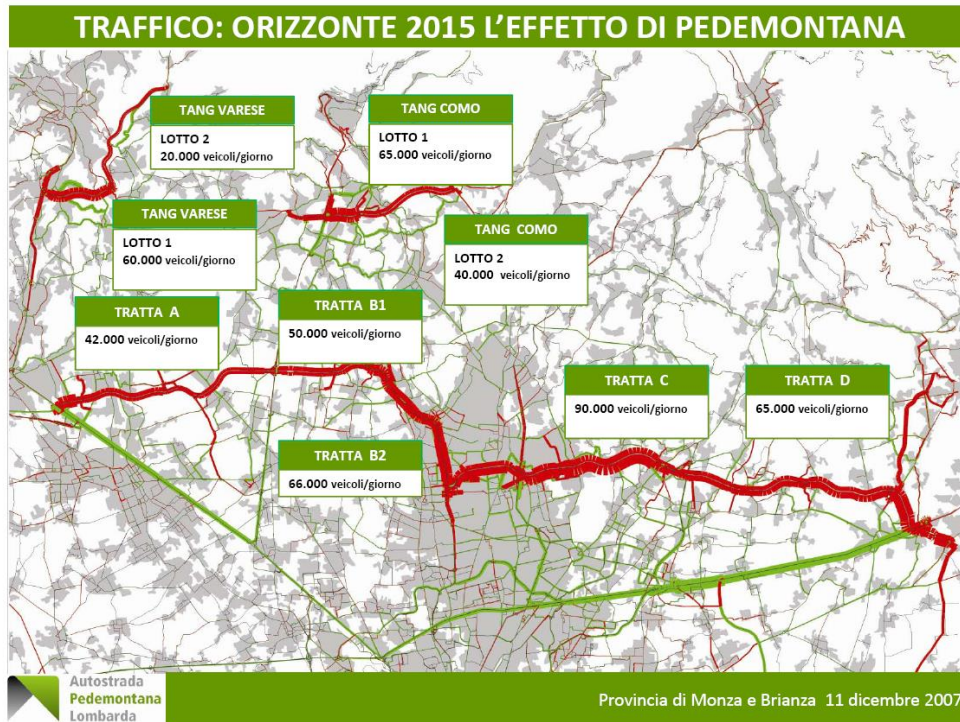 TRAFFICO: ORIZZONTE 2015 L'EFFETTO DI PEDEMONTANA
TANG VARESE
LOTTO 2
20.000 veicoli/giorno
TANG COMO
LOTTO 1
65.000 veicoli/giorno
TANG VARESE
LOTTO 1
60.000 veicoli/giorno
TANG COMO
LOTTO 2
40.000 veicoli/giorno
TRATTA A
42.000 veicoli/giorno
TRATTA B1
50.000 veicoli/giorno
TRATTA C
90.000 veicoli/giorno
TRATTA D
65.000 veicoli/giorno
TRATTA B2
66.000 veicoli/giorno
Autostrada
Pedemontana
Lombarda
Provincia di Monza e Brianza 11 dicembre 2007